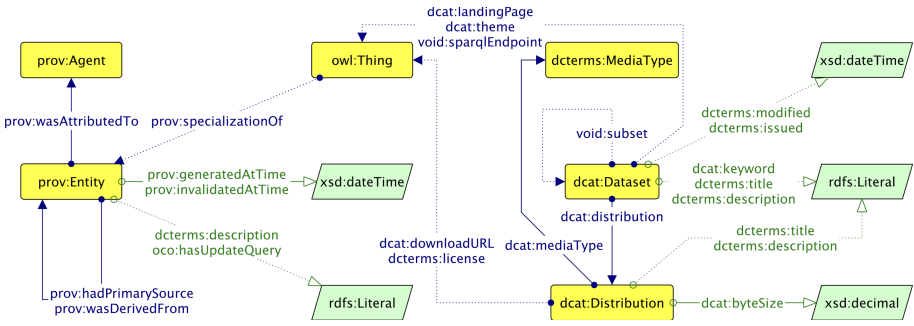 dcat:landingPage
dcat:theme
void:sparqlEndpoint
prov:Agent
owl:Thing
dcterms:MediaType
xsd:dateTime
prov:wasAttributedTo
prov:specializationOf
dcterms:modified
dcterms:issued
void:subset
prov:Entity
prov:generatedAtTime
prov:invalidatedAtTime
xsd:dateTime
dcat:Dataset
dcat:keyword
dcterms:title
dcterms:description
rdfs:Literal
dcat:distribution
dcterms:description
oco:hasUpdateQuery
dcat:downloadURL
dcterms:license
dcat:mediaType
dcterms:title
dcterms:description
prov:hadPrimarySource
prov:wasDerivedFrom
rdfs:Literal
dcat:Distribution
dcat:byteSize
xsd:decimal